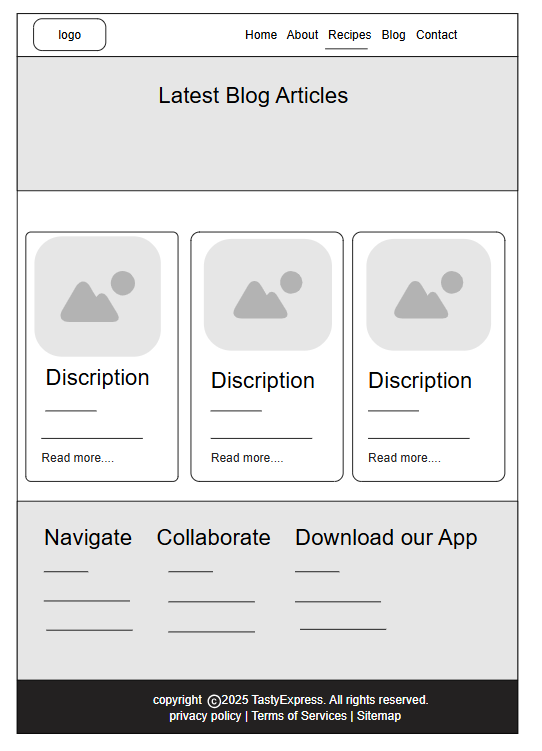 logo
Home About Recipes Blog Contact
Latest Blog Articles
Discription
Read more....
Discription
Read more....
Discription
Read more....
Navigate
Collaborate
Download our App
copyright ©2025 TastyExpress. All rights reserved.
privacy policy | Terms of Services | Sitemap